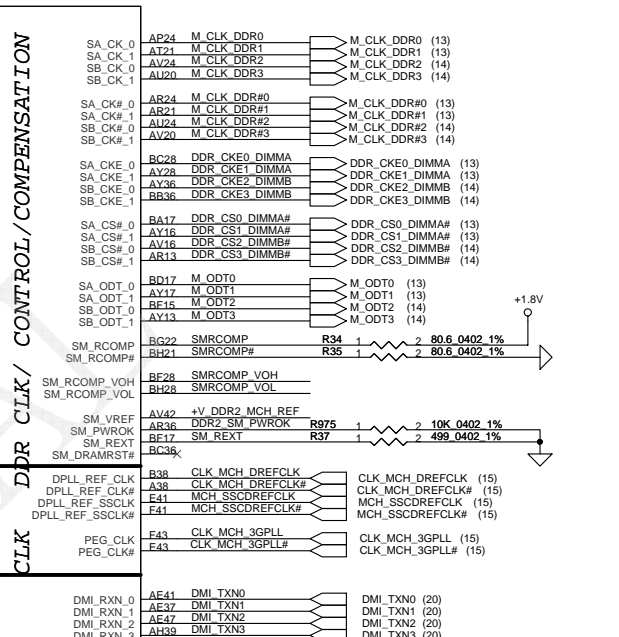 DDR CLK/ CONTROL/COMPENSATION
SA_CK_0 AP24 M_CLK_DDR0 M_CLK_DDR0 (13)
SA_CK_1 AT21 M_CLK_DDR1 M_CLK_DDR1 (13)
SB_CK_0 AV24 M_CLK_DDR2 M_CLK_DDR2 (14)
SB_CK_1 AU20 M_CLK_DDR3 M_CLK_DDR3 (14)
SA_CK#_0 AR24 M_CLK_DDR#0 M_CLK_DDR#0 (13)
SA_CK#_1 AR21 M_CLK_DDR#1 M_CLK_DDR#1 (13)
SB_CK#_0 AU24 M_CLK_DDR#2 M_CLK_DDR#2 (14)
SB_CK#_1 AV20 M_CLK_DDR#3 M_CLK_DDR#3 (14)
SA_CKE_0 BC28 DDR_CKE0_DIMMA DDR_CKE0_DIMMA (13)
SA_CKE_1 AY28 DDR_CKE1_DIMMA DDR_CKE1_DIMMA (13)
SB_CKE_0 AY36 DDR_CKE2_DIMMB DDR_CKE2_DIMMB (14)
SB_CKE_1 BB36 DDR_CKE3_DIMMB DDR_CKE3_DIMMB (14)
SA_CS#_0 BA17 DDR_CS0_DIMMA# DDR_CS0_DIMMA# (13)
SA_CS#_1 AY16 DDR_CS1_DIMMA# DDR_CS1_DIMMA# (13)
SB_CS#_0 AV16 DDR_CS2_DIMMB# DDR_CS2_DIMMB# (14)
SB_CS#_1 AR13 DDR_CS3_DIMMB# DDR_CS3_DIMMB# (14)
SA_ODT_0 BD17 M_ODT0 M_ODT0 (13)
SA_ODT_1 AY17 M_ODT1 M_ODT1 (13)
SB_ODT_0 BF15 M_ODT2 M_ODT2 (14)
SB_ODT_1 AY13 M_ODT3 M_ODT3 (14)
+1.8V
SM_RCOMP BG22 SMRCOMP R34 1 2 80.6_0402_1%
SM_RCOMP# BH21 SMRCOMP# R35 1 2 80.6_0402_1%
SM_RCOMP_VOH BF28 SMRCOMP_VOH
SM_RCOMP_VOL BH28 SMRCOMP_VOL
SM_VREF AV42 +V_DDR2_MCH_REF
SM_PWROK AR36 DDR2_SM_PWROK R975 1 2 10K_0402_1%
SM_REXT BF17 SM_REXT R37 1 2 499_0402_1%
SM_DRAMRST# BC36
CLK
DPLL_REF_CLK B38 CLK_MCH_DREFCLK CLK_MCH_DREFCLK (15)
DPLL_REF_CLK# A38 CLK_MCH_DREFCLK# CLK_MCH_DREFCLK# (15)
DPLL_REF_SSCLK E41 MCH_SSCDREFCLK MCH_SSCDREFCLK (15)
DPLL_REF_SSCLK# F41 MCH_SSCDREFCLK# MCH_SSCDREFCLK# (15)
PEG_CLK F43 CLK_MCH_3GPLL CLK_MCH_3GPLL (15)
PEG_CLK# E43 CLK_MCH_3GPLL# CLK_MCH_3GPLL# (15)
DMI_RXN_0 AE41 DMI_TXN0 DMI_TXN0 (20)
DMI_RXN_1 AE37 DMI_TXN1 DMI_TXN1 (20)
DMI_RXN_2 AE47 DMI_TXN2 DMI_TXN2 (20)
DMI_RXN_3 AH39 DMI_TXN3 DMI_TXN3 (20)